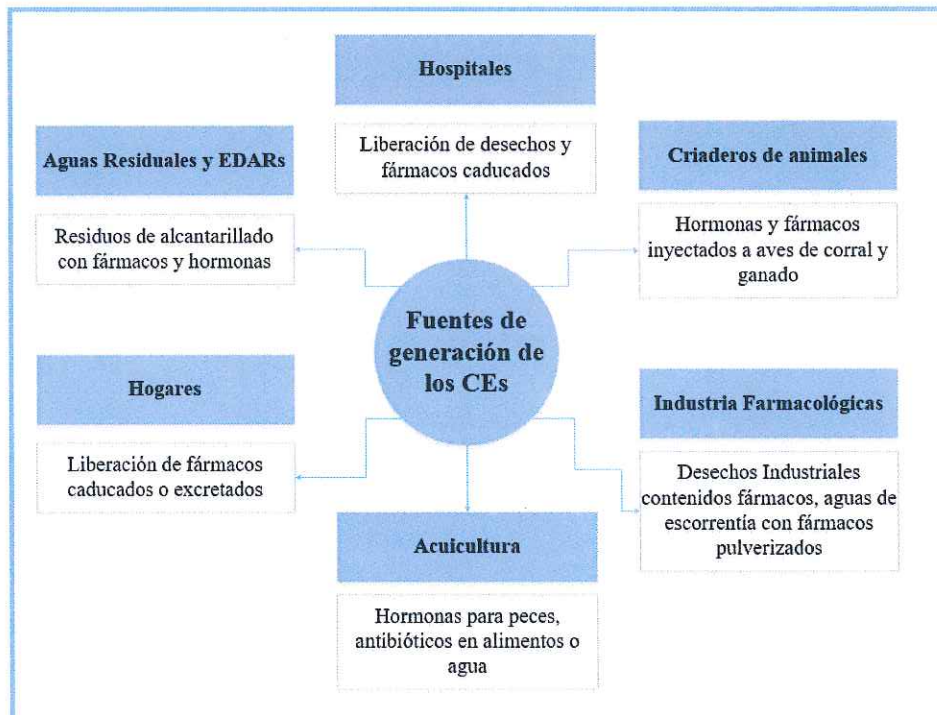 Hospitales
Liberación de desechos y
fármacos caducados
Aguas Residuales y EDARs
Residuos de alcantarillado
con fármacos y hormonas
Criaderos de animales
Hormonas y fármacos
inyectados a aves de corral y
ganado
Fuentes de
generación de
los CEs
Hogares
Liberación de fármacos
caducados o excretados
Industria Farmacológicas
Desechos Industriales
contenidos fármacos, aguas de
escorrentía con fármacos
pulverizados
Acuicultura
Hormonas para peces,
antibióticos en alimentos o
agua